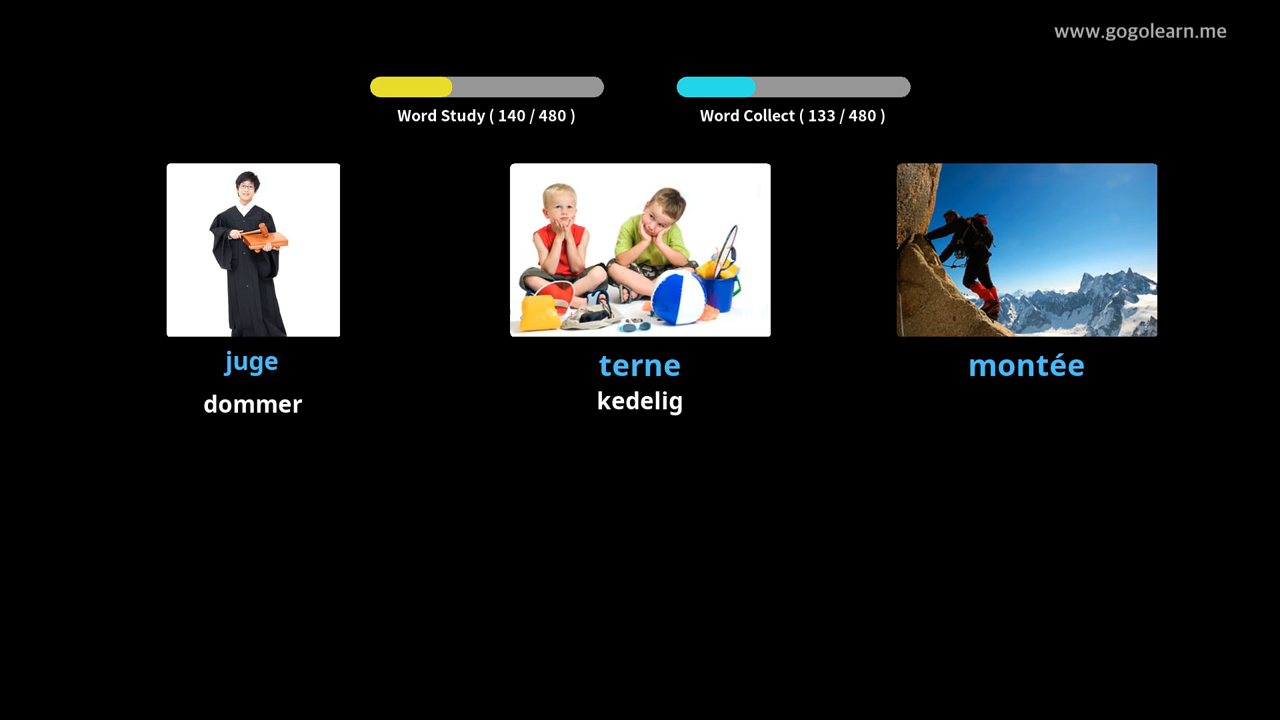 www.gogolearn.me
Word Study ( 140 / 480 )
Word Collect ( 133 / 480 )
juge
dommer
terne
kedelig
montée